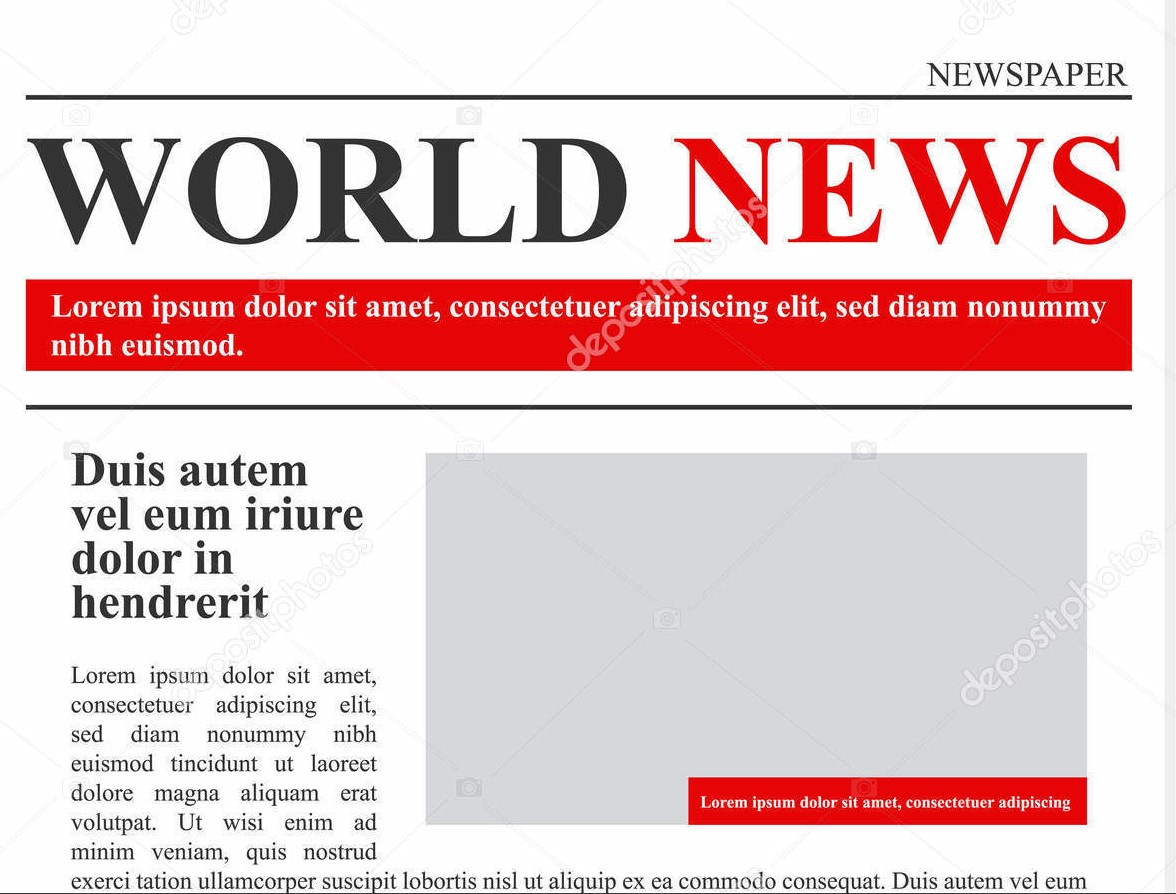 NEWSPAPER
WORLD NEWS
Lorem ipsum dolor sit amet, consectetuer adipiscing elit, sed diam nonummy
nibh euismod.
Duis autem
vel eum iriure
dolor in
hendrerit
Lorem ipsum dolor sit amet,
consectetuer adipiscing elit,
sed diam nonummy nibh
euismod tincidunt ut laoreet
dolore magna aliquam erat
volutpat. Ut wisi enim ad
minim veniam, quis nostrud
exerci tation ullamcorper suscipit lobortis nisl ut aliquip ex ea commodo consequat. Duis autem vel eum
Lorem ipsum dolor sit amet, consectetuer adipiscing
depositphotos
depositphotos
depositphotos